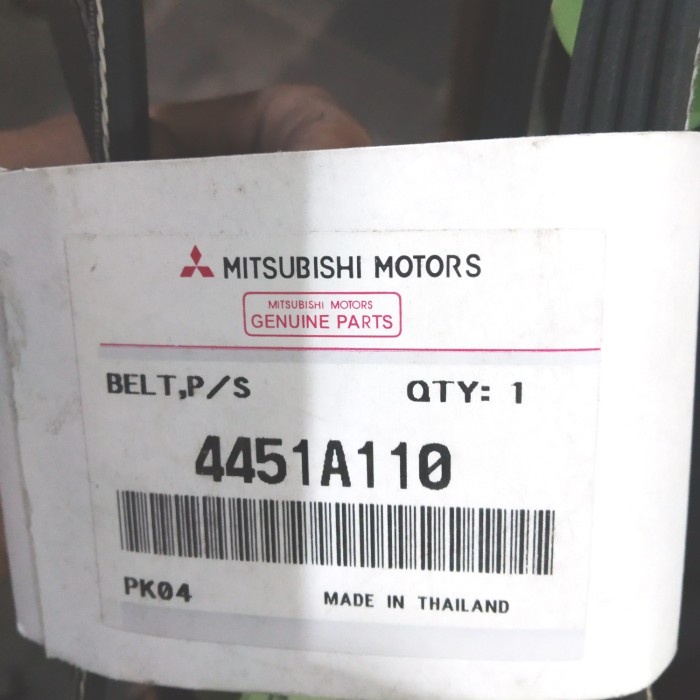 MITSUBISHI MOTORS
MITSUBISHI MOTORS
GENUINE PARTS
BELT,P/S QTY: 1
4451A110
PK04 MADE IN THAILAND